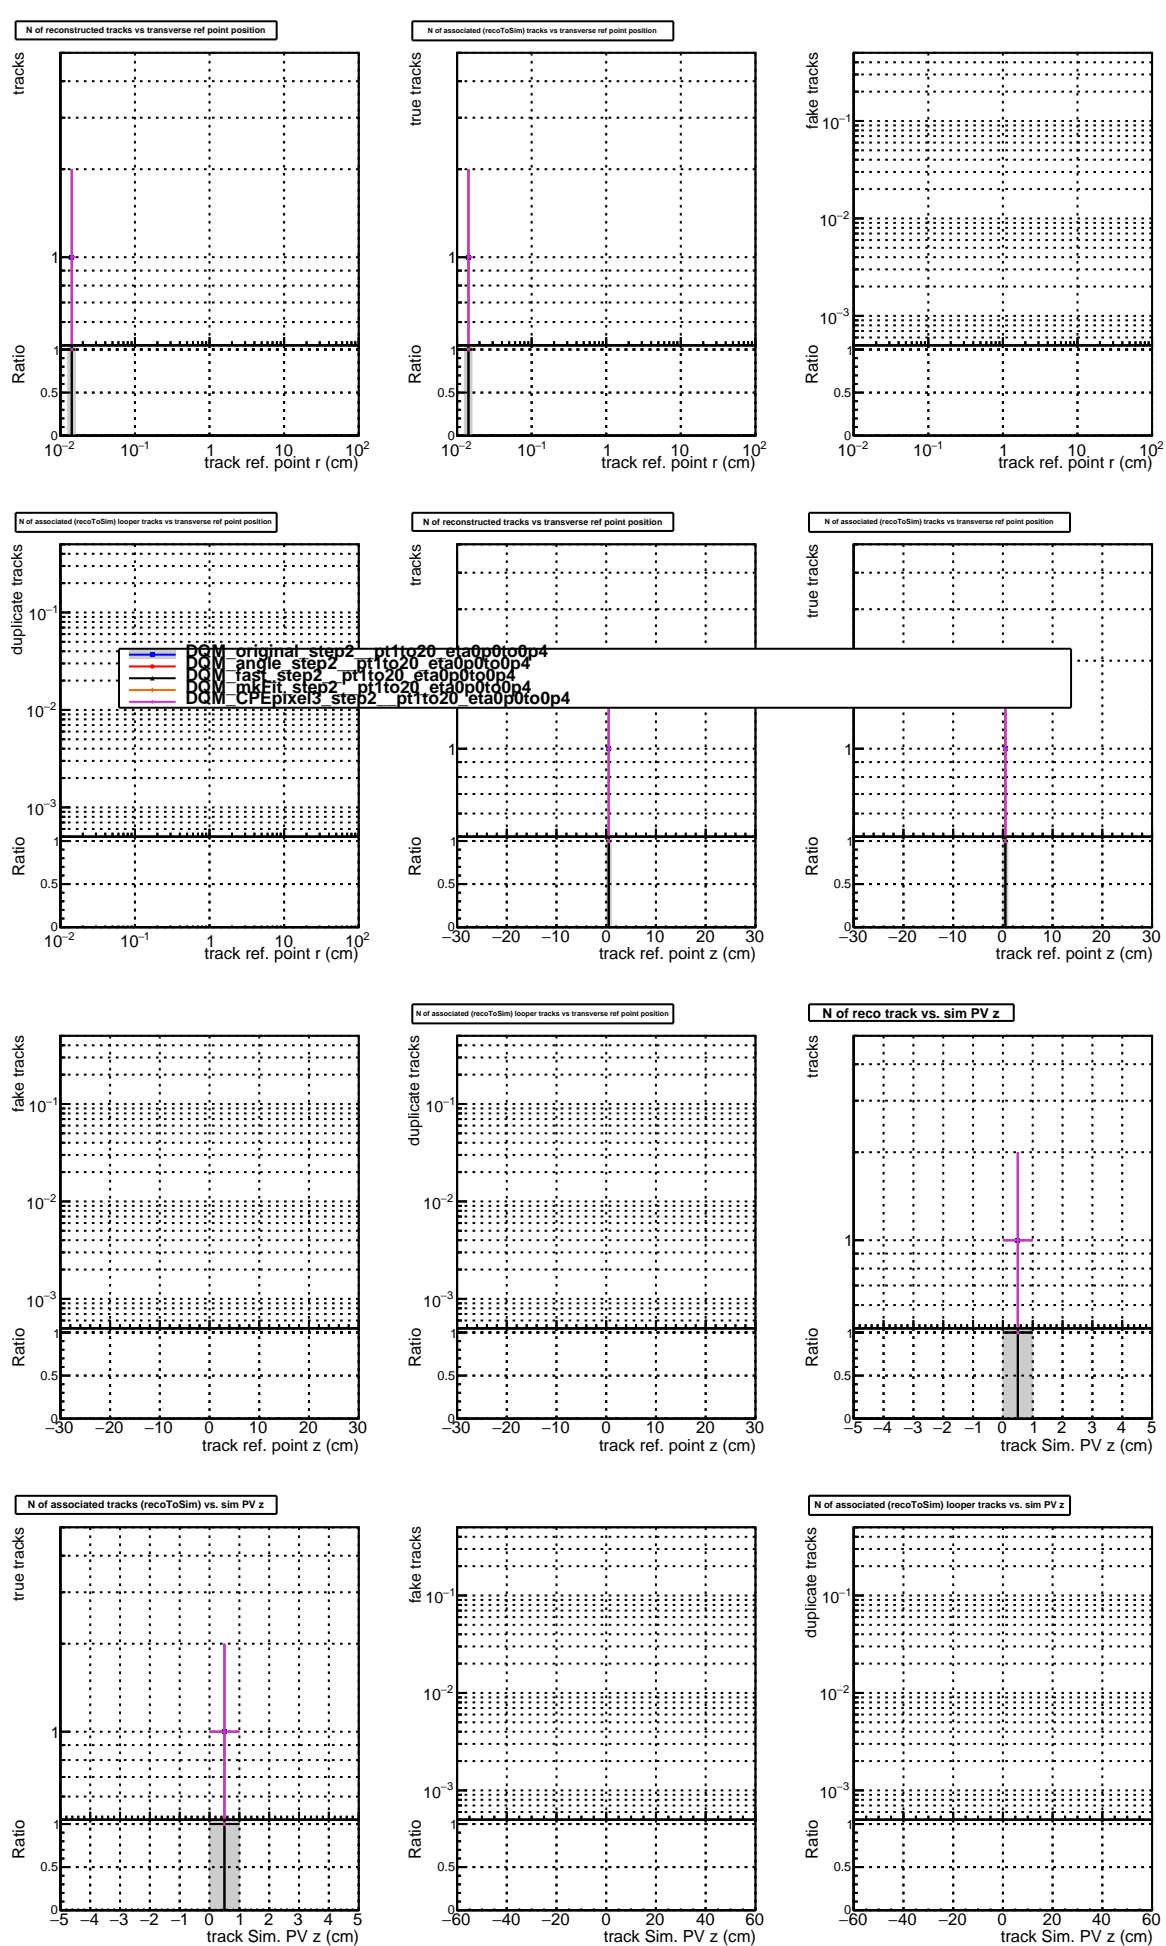 N of reconstructed tracks vs transverse ref point position
tracks
1
Ratio
1
0.5
0
10−2 10−1 1 10 102
track ref. point r (cm)
N of associated (recoToSim) tracks vs transverse ref point position
true tracks
1
Ratio
1
0.5
0
10−2 10−1 1 10 102
track ref. point r (cm)
fake tracks
10−1
10−2
10−3
Ratio
1
0.5
0
10−2 10−1 1 10 102
track ref. point r (cm)
N of associated (recoToSim) looper tracks vs transverse ref point position
duplicate tracks
10−1
10−2
10−3
Ratio
1
0.5
0
10−2 10−1 1 10 102
track ref. point r (cm)
N of reconstructed tracks vs transverse ref point position
tracks
1
Ratio
1
0.5
0
−30 −20 −10 0 10 20 30
track ref. point z (cm)
N of associated (recoToSim) tracks vs transverse ref point position
true tracks
1
Ratio
1
0.5
0
−30 −20 −10 0 10 20 30
track ref. point z (cm)
DQM_original_step2__pt1to20_eta0p0to0p4
DQM_angle_step2__pt1to20_eta0p0to0p4
DQM_fast_step2__pt1to20_eta0p0to0p4
DQM_mkFit_step2__pt1to20_eta0p0to0p4
DQM_CPEpixel3_step2__pt1to20_eta0p0to0p4
fake tracks
10−1
10−2
10−3
Ratio
1
0.5
0
−30 −20 −10 0 10 20 30
track ref. point z (cm)
N of associated (recoToSim) looper tracks vs transverse ref point position
duplicate tracks
10−1
10−2
10−3
Ratio
1
0.5
0
−30 −20 −10 0 10 20 30
track ref. point z (cm)
N of reco track vs. sim PV z
tracks
1
Ratio
1
0.5
0
−5 −4 −3 −2 −1 0 1 2 3 4 5
track Sim. PV z (cm)
N of associated tracks (recoToSim) vs. sim PV z
true tracks
1
Ratio
1
0.5
0
−5 −4 −3 −2 −1 0 1 2 3 4 5
track Sim. PV z (cm)
fake tracks
10−1
10−2
10−3
Ratio
1
0.5
0
−60 −40 −20 0 20 40 60
track Sim. PV z (cm)
N of associated (recoToSim) looper tracks vs. sim PV z
duplicate tracks
10−1
10−2
10−3
Ratio
1
0.5
0
−60 −40 −20 0 20 40 60
track Sim. PV z (cm)